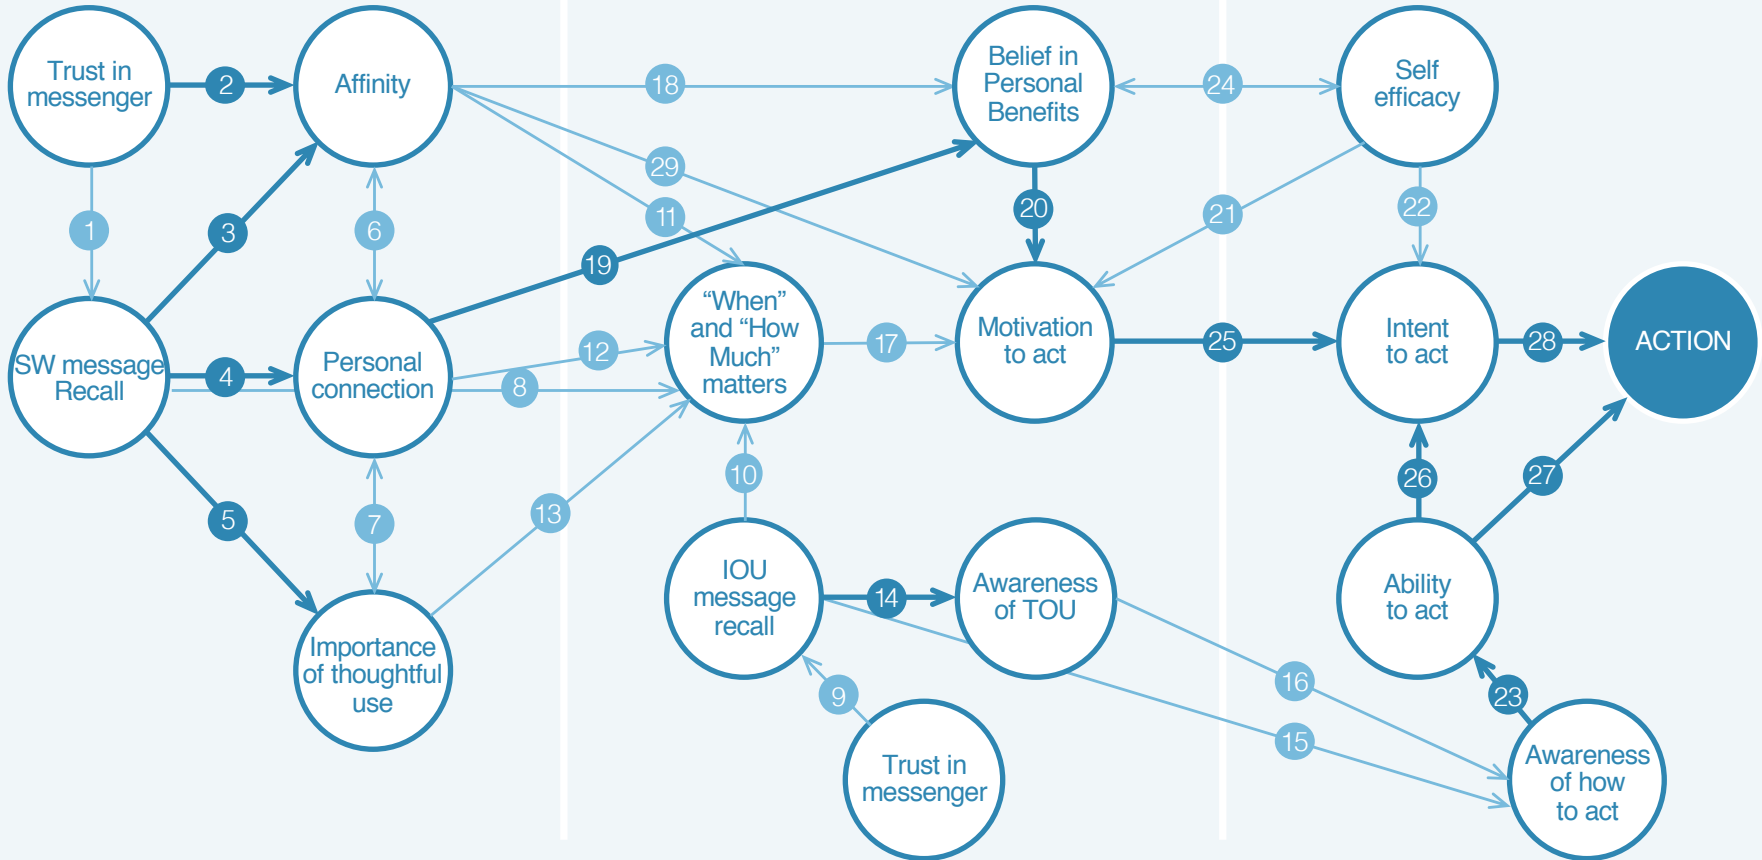 Trust in
messenger
2
Affinity
18
Belief in
Personal
Benefits
24
Self
efficacy
1
3
6
29
11
19
20
21
22
SW message
Recall
4
Personal
connection
12
8
“When”
and “How
Much”
matters
17
Motivation
to act
25
Intent
to act
28
ACTION
5
7
13
10
26
27
Importance
of thoughtful
use
IOU
message
recall
14
Awareness
of TOU
Ability
to act
9
16
15
23
Trust in
messenger
Awareness
of how
to act